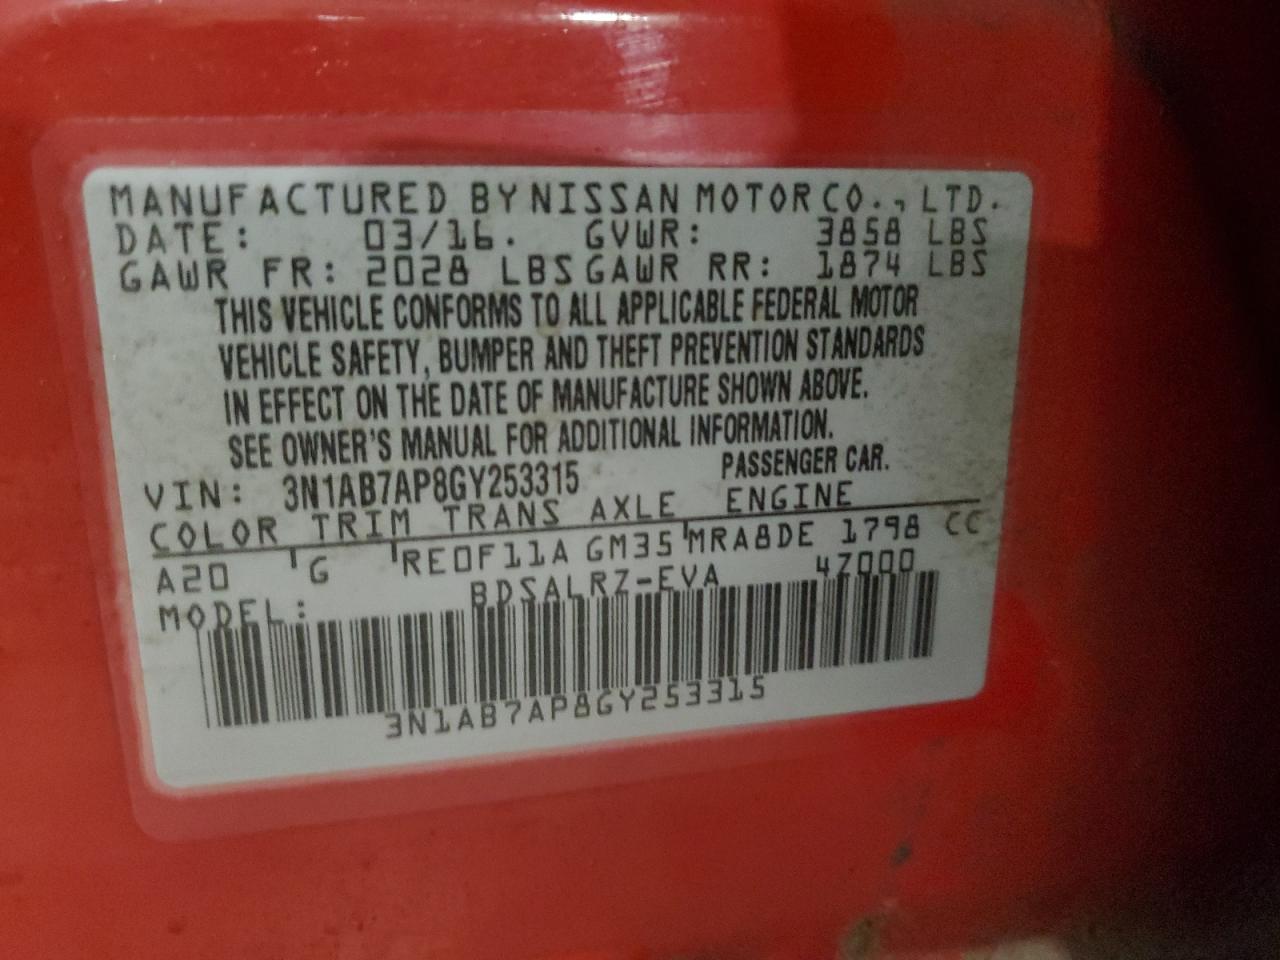 MANUFACTURED BY NISSAN MOTOR CO., LTD.
DATE: 03/16. GVWR: 3858 LBS
GAWR FR: 2028 LBS GAWR RR: 1874 LBS
THIS VEHICLE CONFORMS TO ALL APPLICABLE FEDERAL MOTOR
VEHICLE SAFETY, BUMPER AND THEFT PREVENTION STANDARDS
IN EFFECT ON THE DATE OF MANUFACTURE SHOWN ABOVE.
SEE OWNER'S MANUAL FOR ADDITIONAL INFORMATION.
VIN: 3N1AB7AP8GY253315 PASSENGER CAR.
COLOR TRIM TRANS AXLE ENGINE
A20 G RE0F11A GM35 MRA8DE 1798 CC
MODEL: BDSALRZ-EVA 47000
3N1AB7AP8GY253315